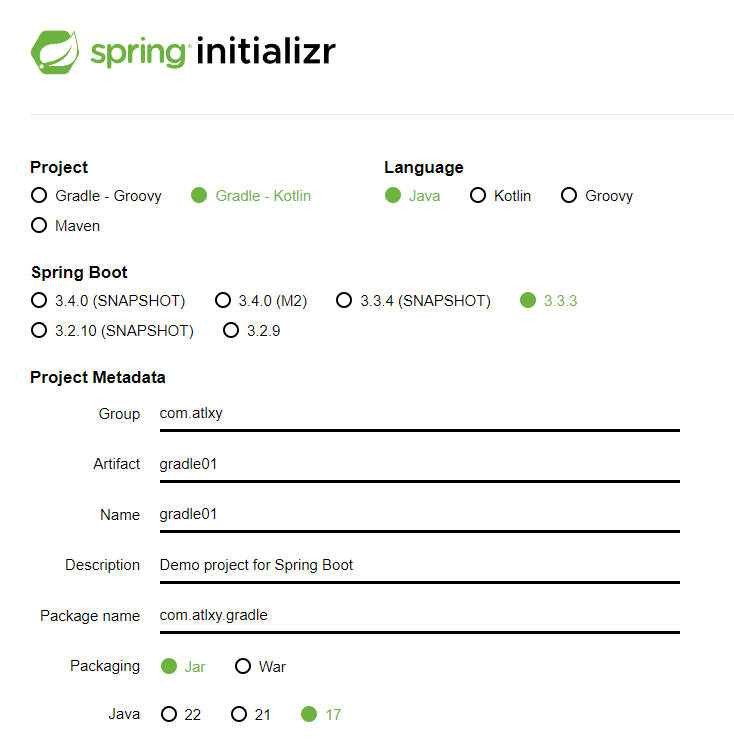 spring initializr
Project
Language
Gradle - Groovy Gradle - Kotlin
Java Kotlin Groovy
Maven
Spring Boot
3.4.0 (SNAPSHOT) 3.4.0 (M2) 3.3.4 (SNAPSHOT) 3.3.3
3.2.10 (SNAPSHOT) 3.2.9
Project Metadata
Group com.atlxy
Artifact gradle01
Name gradle01
Description Demo project for Spring Boot
Package name com.atlxy.gradle
Packaging Jar War
Java 22 21 17